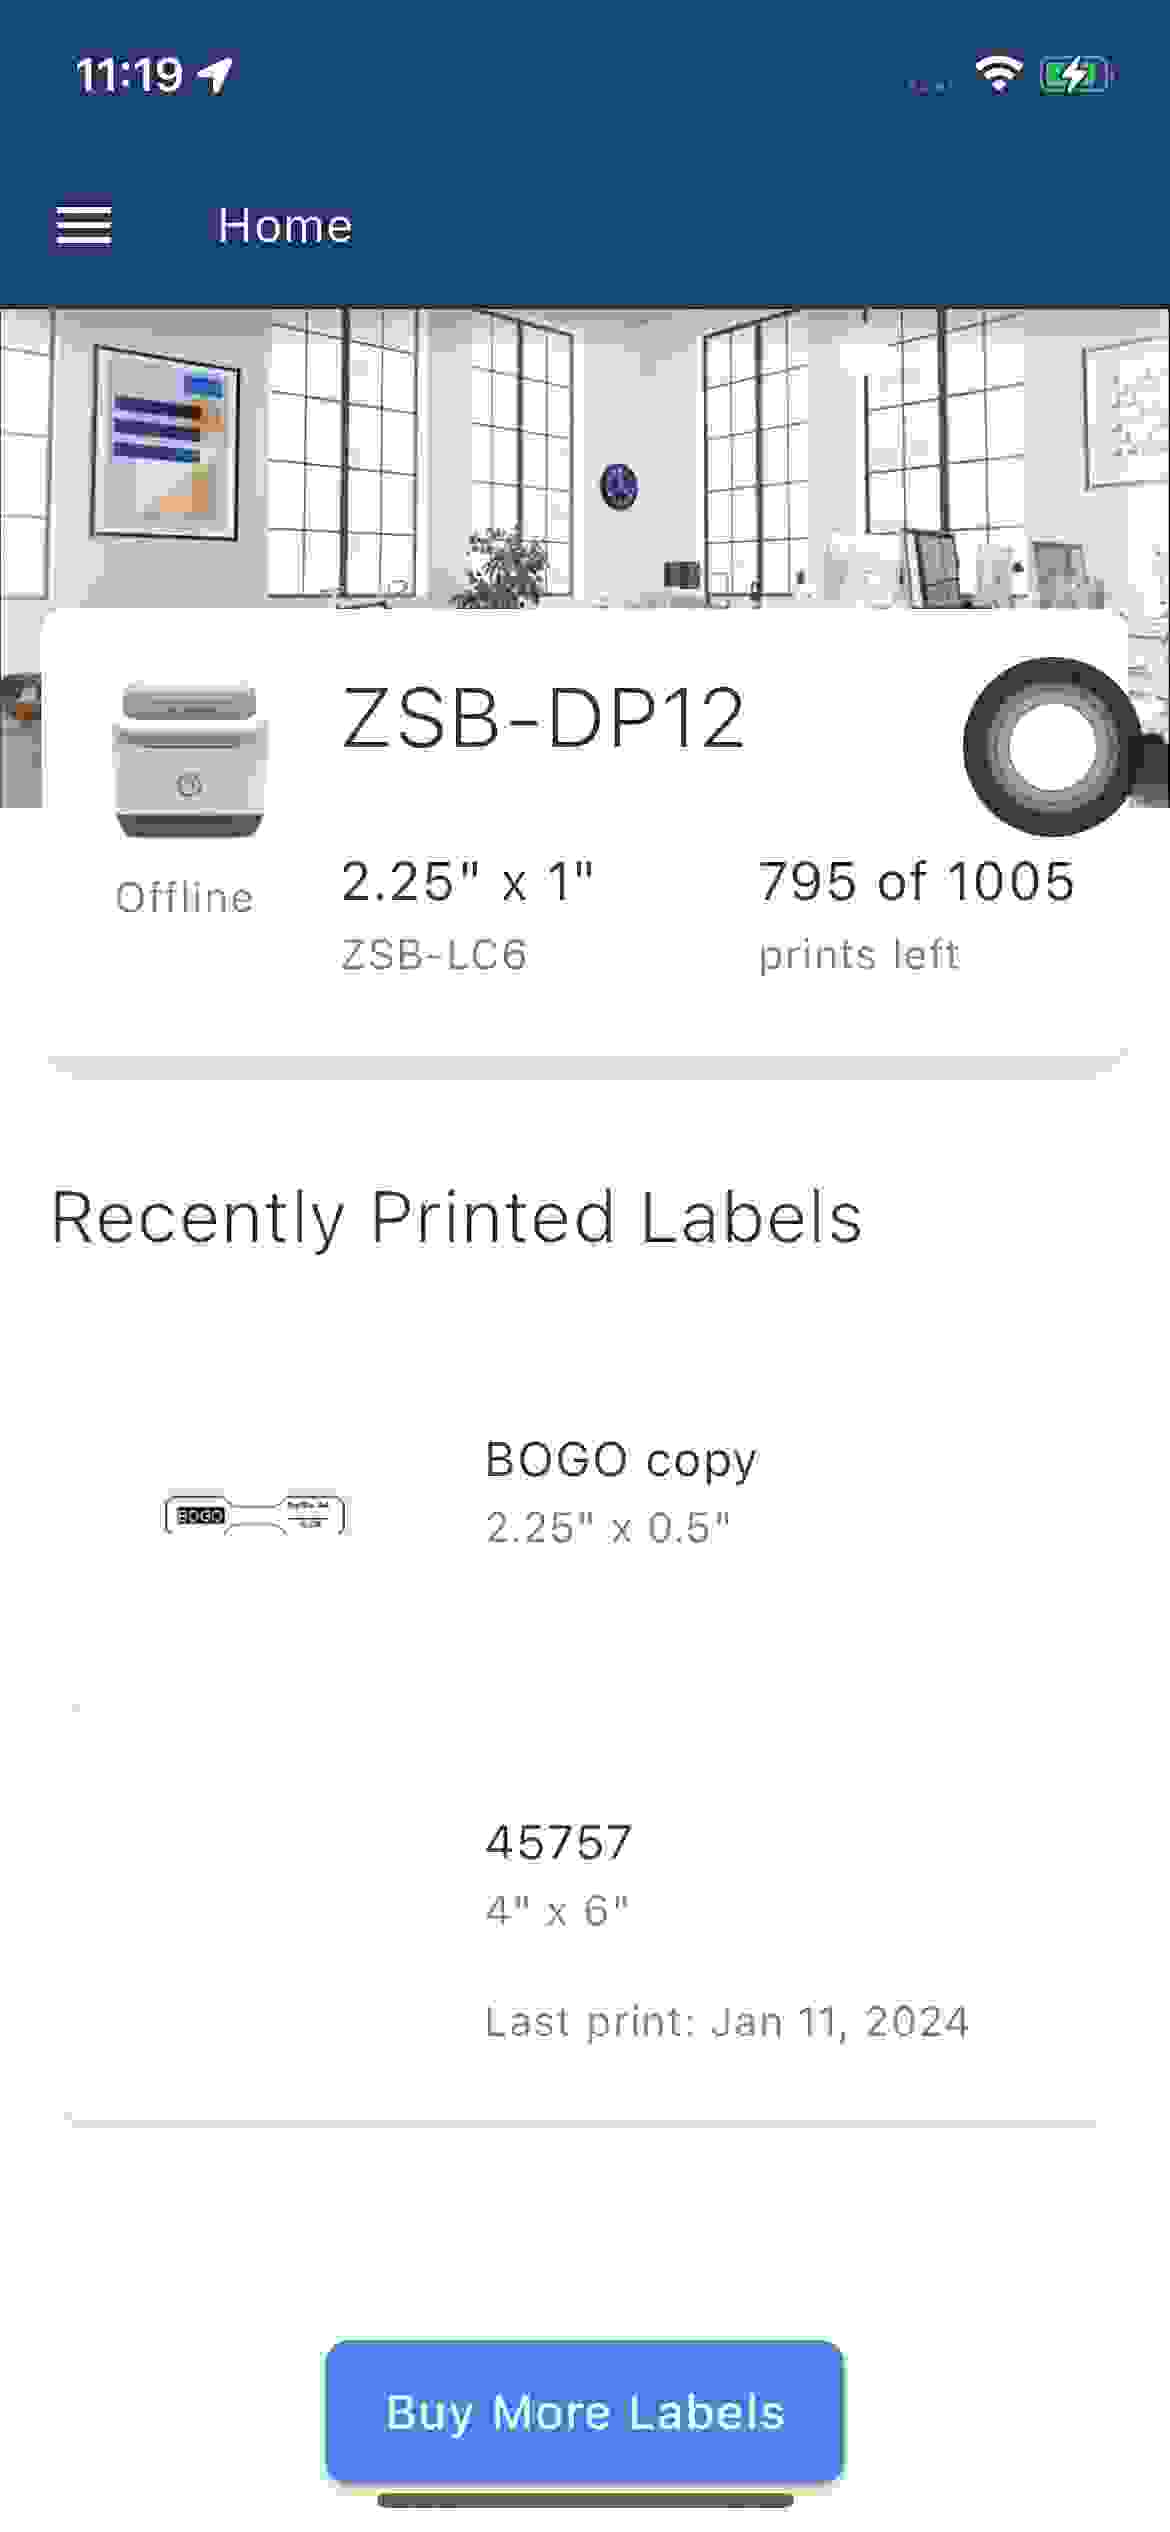 11:19
Home
ZSB-DP12
Offline
2.25" x 1"
795 of 1005
ZSB-LC6
prints left
Recently Printed Labels
BOGO copy
BOGO
2.25" x 0.5"
45757
4" x 6"
Last print: Jan 11, 2024
Buy More Labels